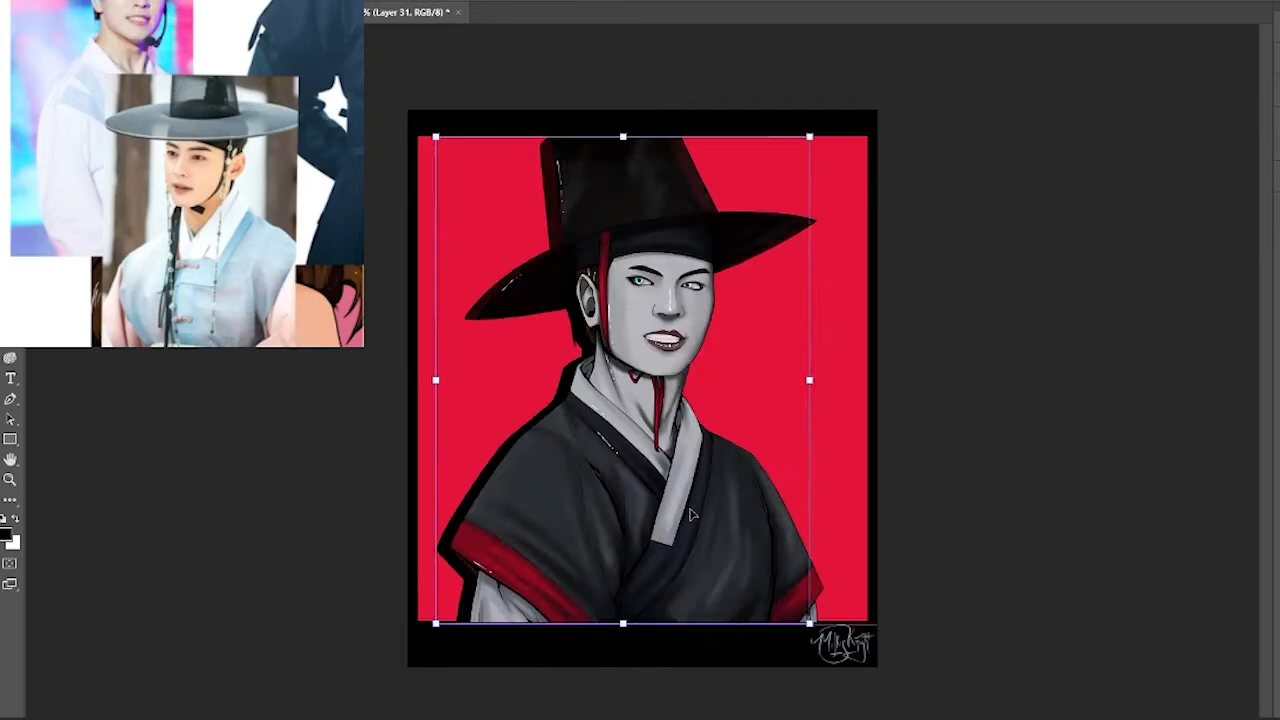 % (Layer 31, RGB/8) *
T